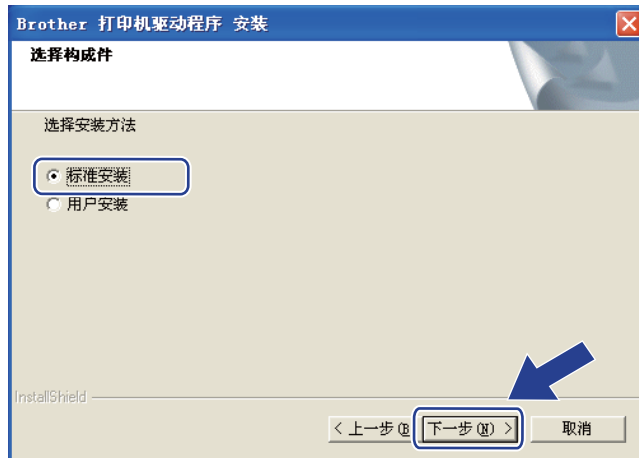 Brother 打印机驱动程序 安装
选择构成件
选择安装方法
标准安装
用户安装
InstallShield
< 上一步(B 下一步(N) > 取消